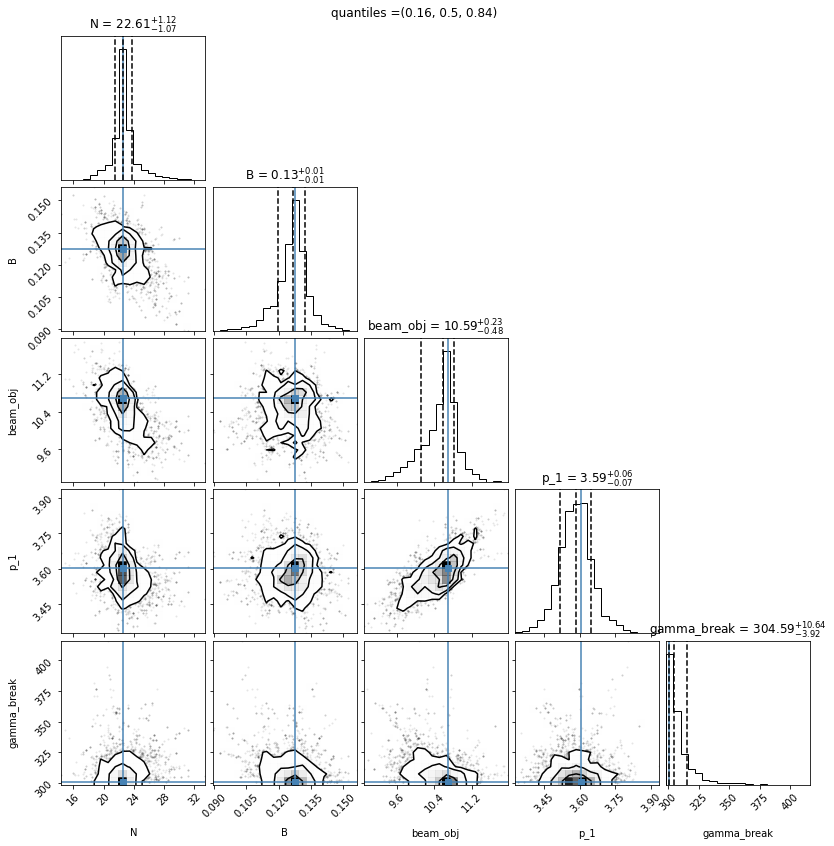 quantiles =(0.16, 0.5, 0.84)
N = 22.61 +1.12 −1.07
B = 0.13 +0.01 −0.01
0.150
0.135
0.120
0.105
0.090
B
beam_obj = 10.59 +0.23 −0.48
11.2
10.4
9.6
beam_obj
p_1 = 3.59 +0.06 −0.07
3.90
3.75
3.60
3.45
p_1
gamma_break = 304.59 +10.64 −3.92
400
375
350
325
300
gamma_break
16 20 24 28 32
0.090 0.105 0.120 0.135 0.150
9.6 10.4 11.2
3.45 3.60 3.75 3.90
300 325 350 375 400
N B beam_obj p_1 gamma_break